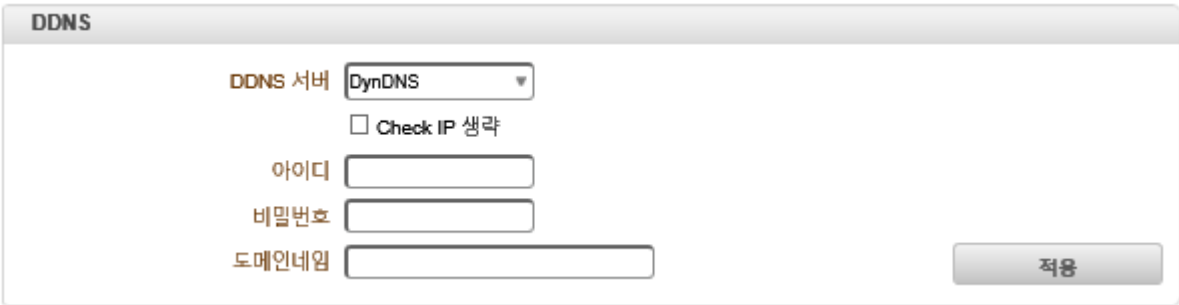 DDNS
DDNS 서버 DynDNS
Check IP 생략
아이디
비밀번호
도메인네임
적용